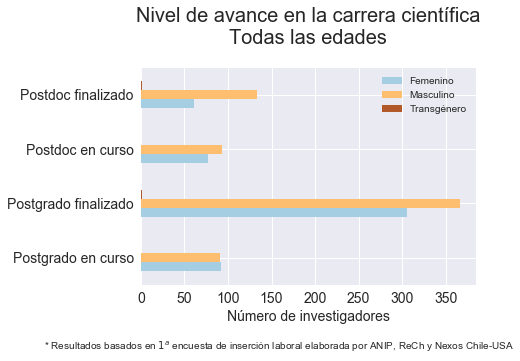 Nivel de avance en la carrera científica
Todas las edades
Femenino
Masculino
Transgénero
Postdoc finalizado
Postdoc en curso
Postgrado finalizado
Postgrado en curso
0 50 100 150 200 250 300 350
Número de investigadores
* Resultados basados en 1ª encuesta de inserción laboral elaborada por ANIP, ReCh y Nexos Chile-USA